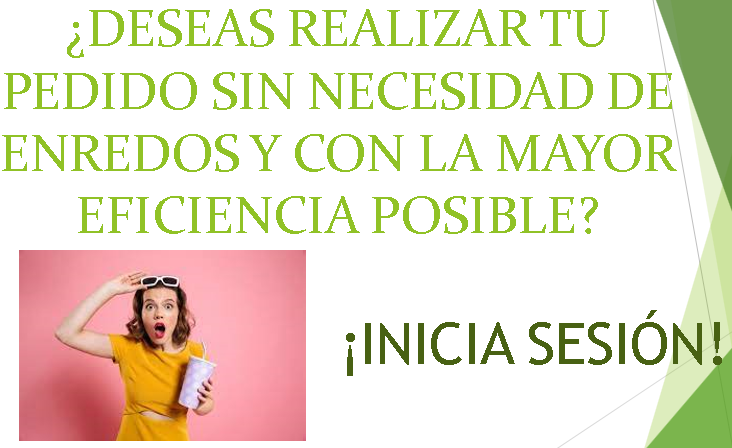 ¿DESEAS REALIZAR TU
PEDIDO SIN NECESIDAD DE
ENREDOS Y CON LA MAYOR
EFICIENCIA POSIBLE?
¡INICIA SESIÓN!